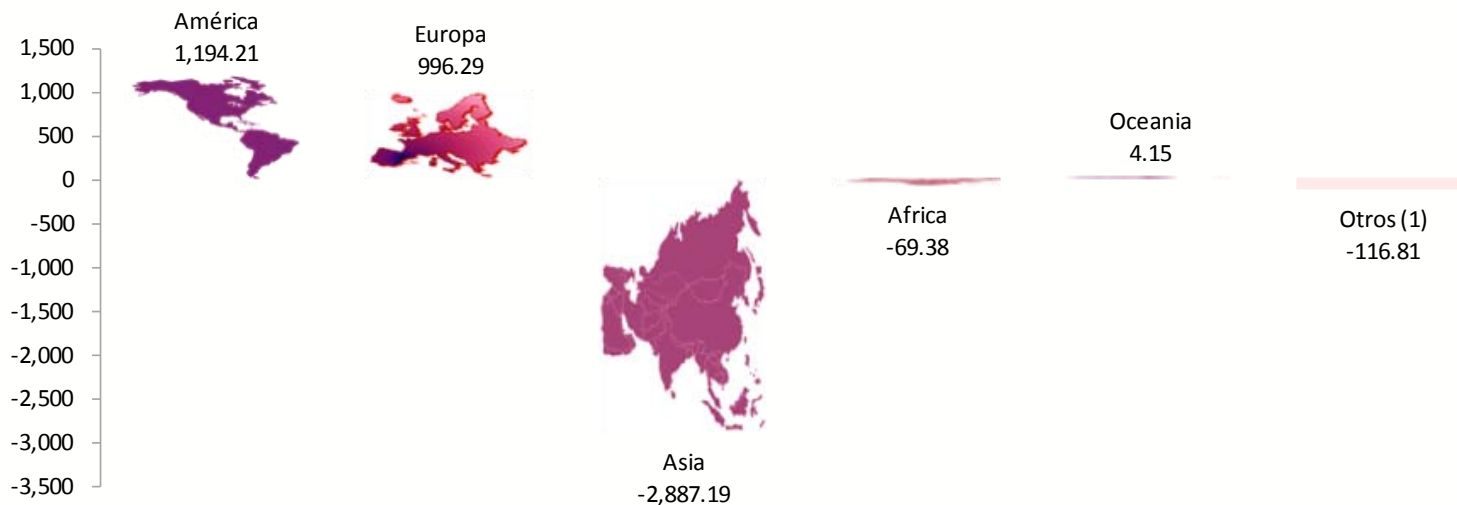 América
1,194.21
Europa
996.29
Oceania
4.15
Africa
-69.38
Otros (1)
-116.81
Asia
-2,887.19
1,500
1,000
500
0
-500
-1,000
-1,500
-2,000
-2,500
-3,000
-3,500